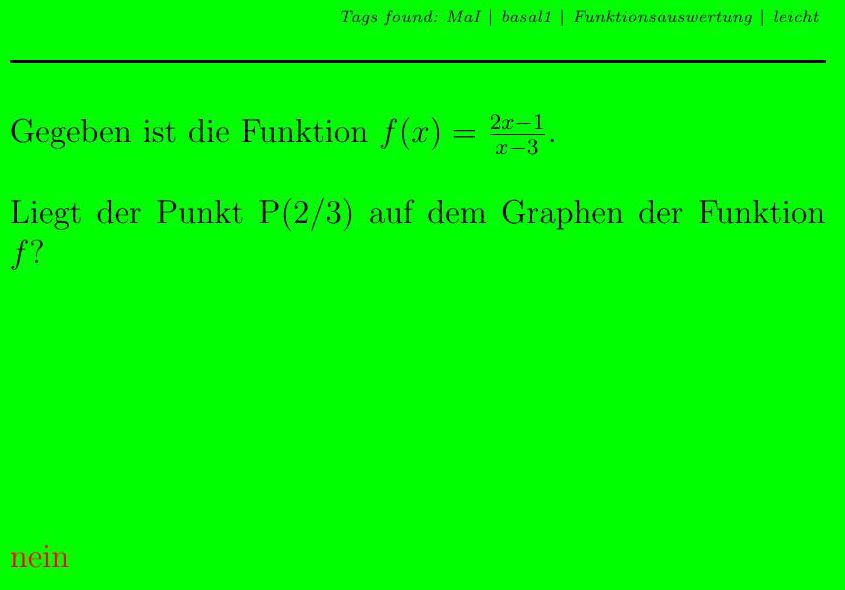 Tags found: MaI | basal1 | Funktionsauswertung | leicht
Gegeben ist die Funktion f(x) = \frac{2x-1}{x-3}.
Liegt der Punkt P(2/3) auf dem Graphen der Funktion
f?
nein